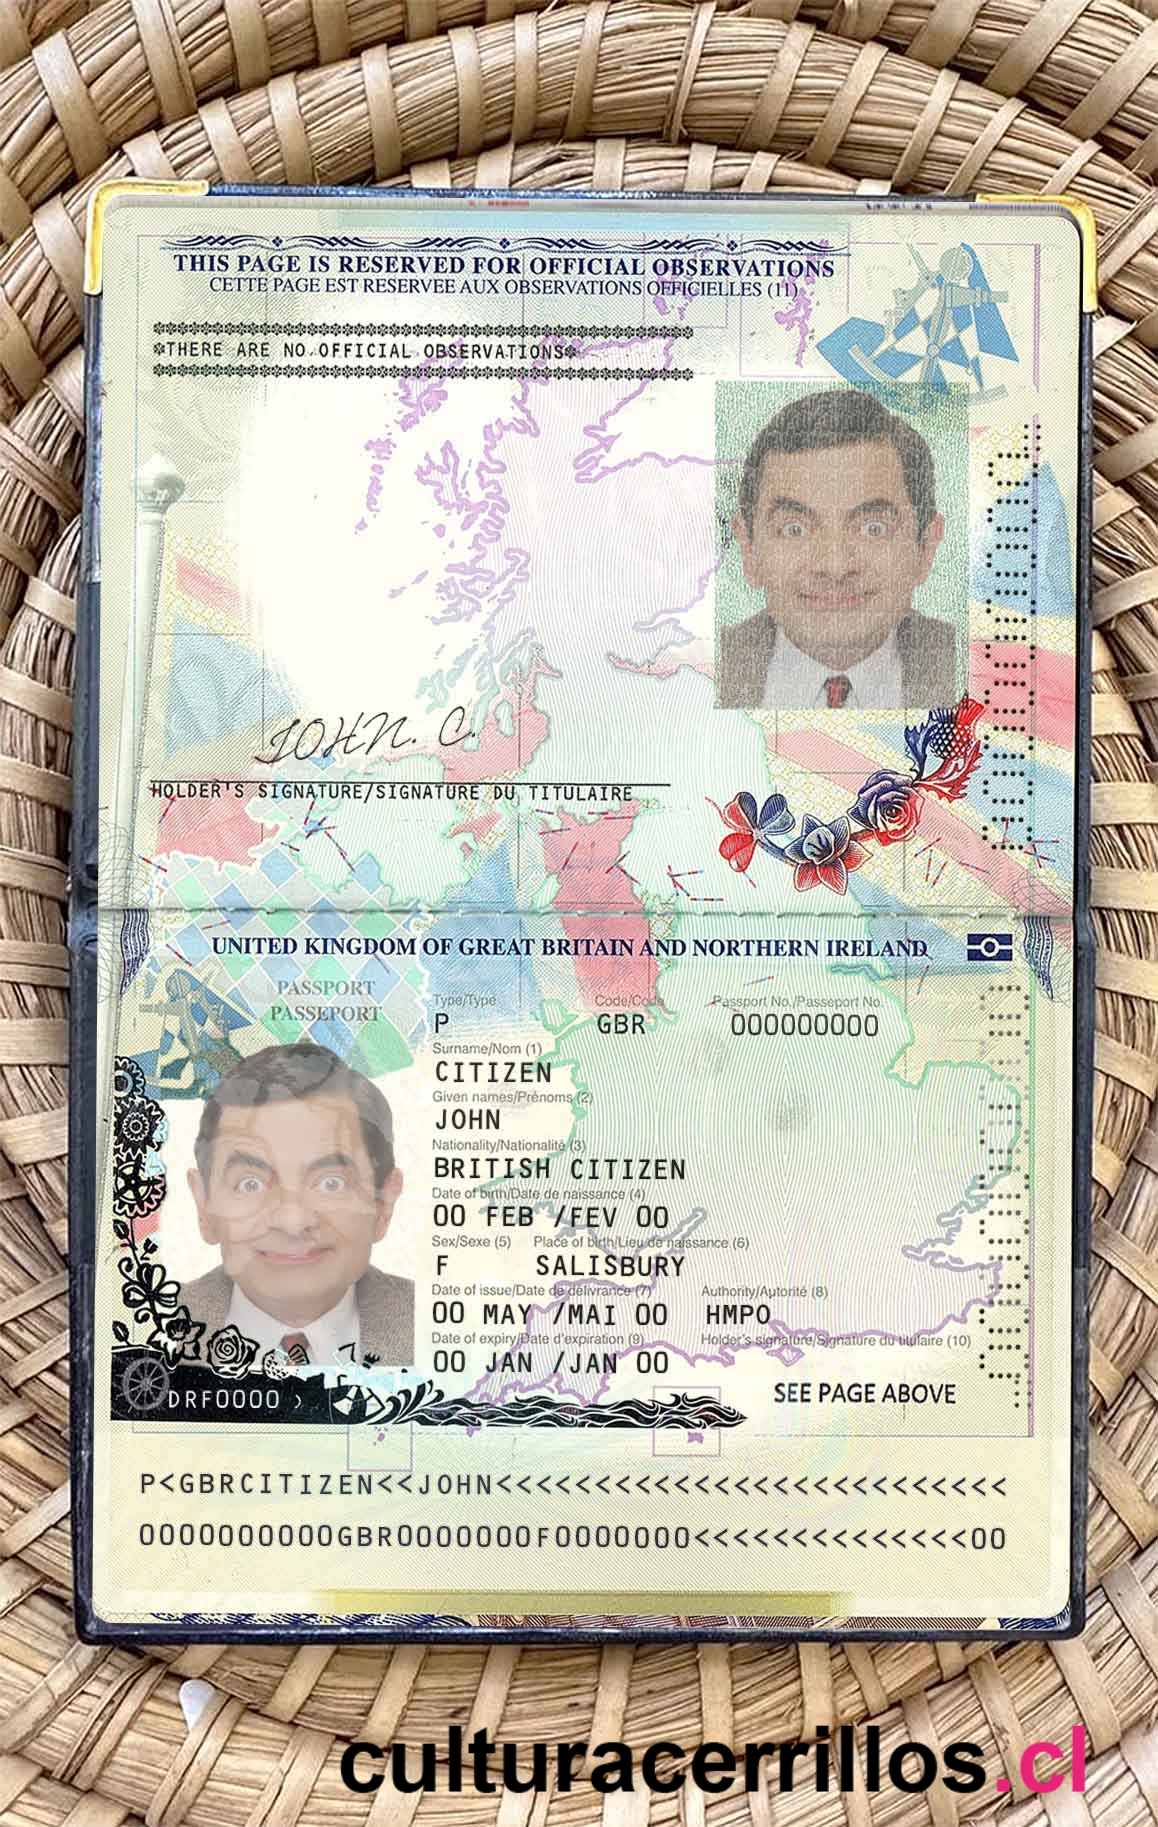 THIS PAGE IS RESERVED FOR OFFICIAL OBSERVATIONS
CETTE PAGE EST RESERVEE AUX OBSERVATIONS OFFICIELLES (11)
*THERE ARE NO OFFICIAL OBSERVATIONS*
JOHN. C.
HOLDER'S SIGNATURE/SIGNATURE DU TITULAIRE
UNITED KINGDOM OF GREAT BRITAIN AND NORTHERN IRELAND
PASSPORT
PASSEPORT
Type/Type Code/Code Passport No./Passeport No.
P GBR 000000000
Surname/Nom (1)
CITIZEN
Given names/Prénoms (2)
JOHN
Nationality/Nationalité (3)
BRITISH CITIZEN
Date of birth/Date de naissance (4)
00 FEB /FEV 00
Sex/Sexe (5) Place of birth/Lieu de naissance (6)
F SALISBURY
Date of issue/Date de délivrance (7) Authority/Autorité (8)
00 MAY /MAI 00 HMPO
Date of expiry/Date d'expiration (9) Holder's signature/Signature du titulaire (10)
00 JAN /JAN 00
SEE PAGE ABOVE
DRF0000 ›
P<GBRCITIZEN<<JOHN<<<<<<<<<<<<<<<<<<<<<<<<<<
0000000000GBR0000000F0000000<<<<<<<<<<<<<<00
culturacerrillos.cl